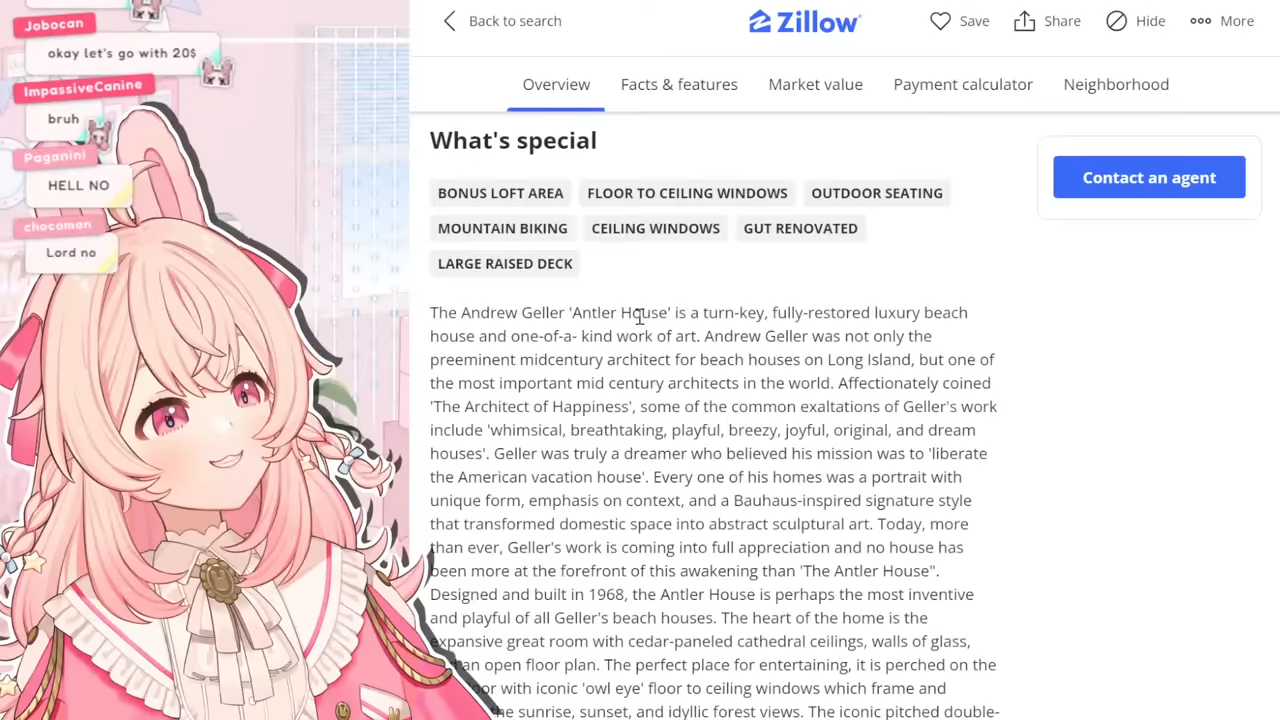 Jobocan
okay let's go with 20$
ImpassiveCanine
bruh
Paganini
HELL NO
chocoman
Lord no
Back to search
Zillow
Save
Share
Hide
More
Overview
Facts & features
Market value
Payment calculator
Neighborhood
What's special
BONUS LOFT AREA
FLOOR TO CEILING WINDOWS
OUTDOOR SEATING
MOUNTAIN BIKING
CEILING WINDOWS
GUT RENOVATED
LARGE RAISED DECK
Contact an agent
The Andrew Geller 'Antler House' is a turn-key, fully-restored luxury beach
house and one-of-a- kind work of art. Andrew Geller was not only the
preeminent midcentury architect for beach houses on Long Island, but one of
the most important mid century architects in the world. Affectionately coined
'The Architect of Happiness', some of the common exaltations of Geller's work
include 'whimsical, breathtaking, playful, breezy, joyful, original, and dream
houses'. Geller was truly a dreamer who believed his mission was to 'liberate
the American vacation house'. Every one of his homes was a portrait with
unique form, emphasis on context, and a Bauhaus-inspired signature style
that transformed domestic space into abstract sculptural art. Today, more
than ever, Geller's work is coming into full appreciation and no house has
been more at the forefront of this awakening than 'The Antler House".
Designed and built in 1968, the Antler House is perhaps the most inventive
and playful of all Geller's beach houses. The heart of the home is the
expansive great room with cedar-paneled cathedral ceilings, walls of glass,
an open floor plan. The perfect place for entertaining, it is perched on the
with iconic 'owl eye' floor to ceiling windows which frame and
the sunrise, sunset, and idyllic forest views. The iconic pitched double-